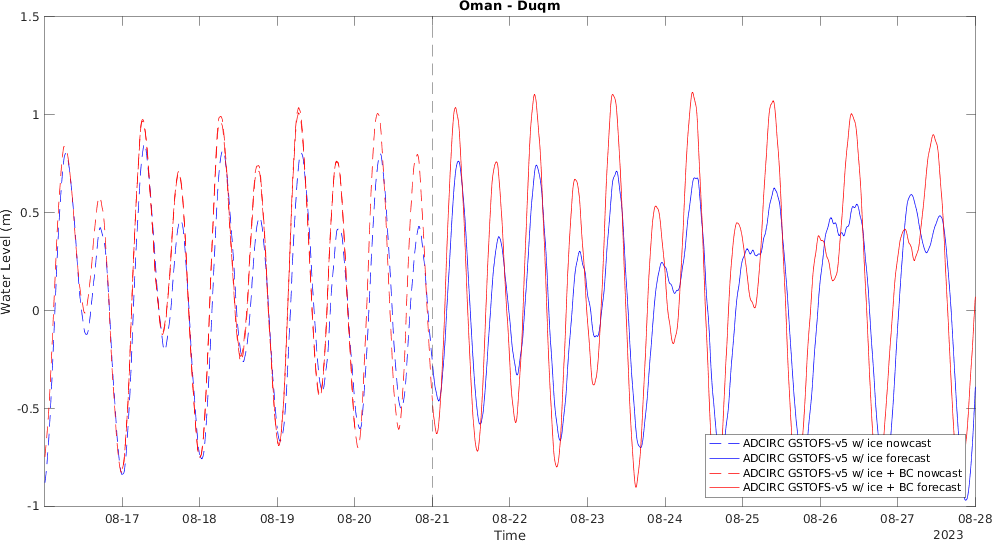 Oman - Duqm
1.5
1
0.5
0
-0.5
-1
Water Level (m)
ADCIRC GSTOFS-v5 w/ ice nowcast
ADCIRC GSTOFS-v5 w/ ice forecast
ADCIRC GSTOFS-v5 w/ ice + BC nowcast
ADCIRC GSTOFS-v5 w/ ice + BC forecast
08-17 08-18 08-19 08-20 08-21 08-22 08-23 08-24 08-25 08-26 08-27 08-28
Time
2023